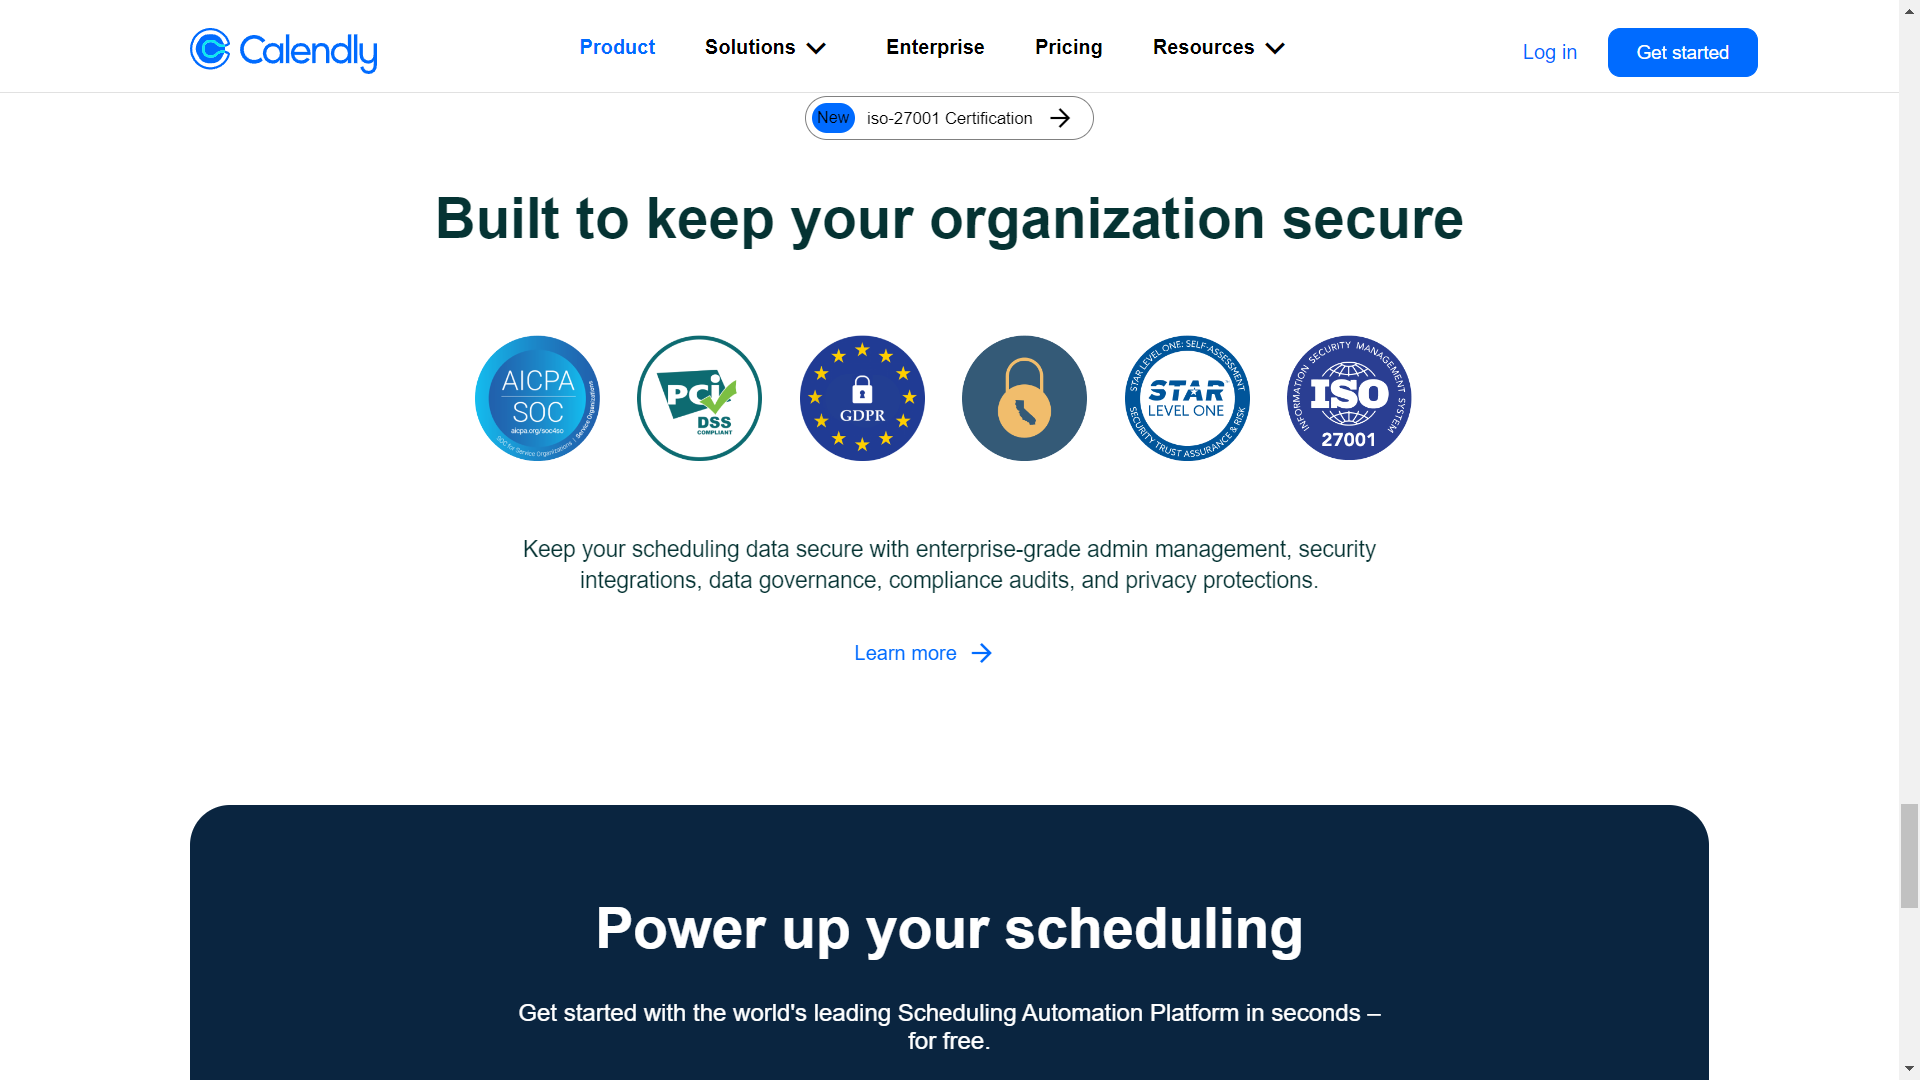 Calendly
Product
Solutions
Enterprise
Pricing
Resources
Log in
Get started
New
iso-27001 Certification
Built to keep your organization secure
AICPA
SOC
aicpa.org/soc4so
SOC for Service Organizations | Service Organizations
PCi
DSS
COMPLIANT
GDPR
STAR LEVEL ONE: SELF-ASSESSMENT
STAR
LEVEL ONE
SECURITY TRUST ASSURANCE & RISK
INFORMATION SECURITY MANAGEMENT SYSTEM
ISO
27001
Keep your scheduling data secure with enterprise-grade admin management, security
integrations, data governance, compliance audits, and privacy protections.
Learn more
Power up your scheduling
Get started with the world's leading Scheduling Automation Platform in seconds –
for free.